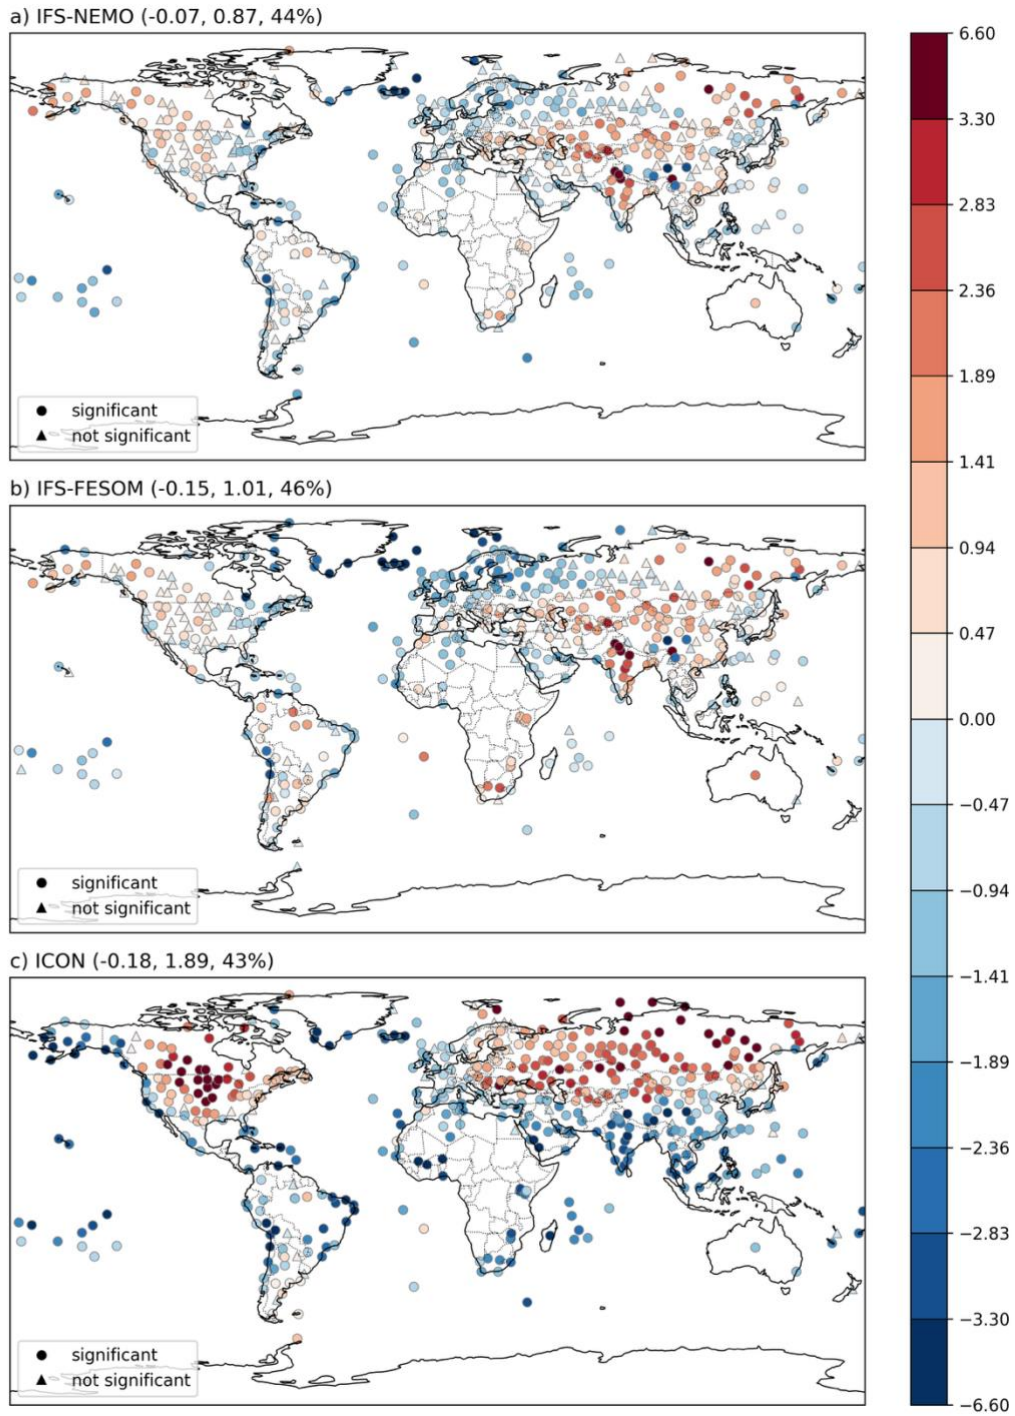 a) IFS-NEMO (-0.07, 0.87, 44%)
significant
not significant
b) IFS-FESOM (-0.15, 1.01, 46%)
significant
not significant
c) ICON (-0.18, 1.89, 43%)
significant
not significant
6.60
3.30
2.83
2.36
1.89
1.41
0.94
0.47
0.00
−0.47
−0.94
−1.41
−1.89
−2.36
−2.83
−3.30
−6.60